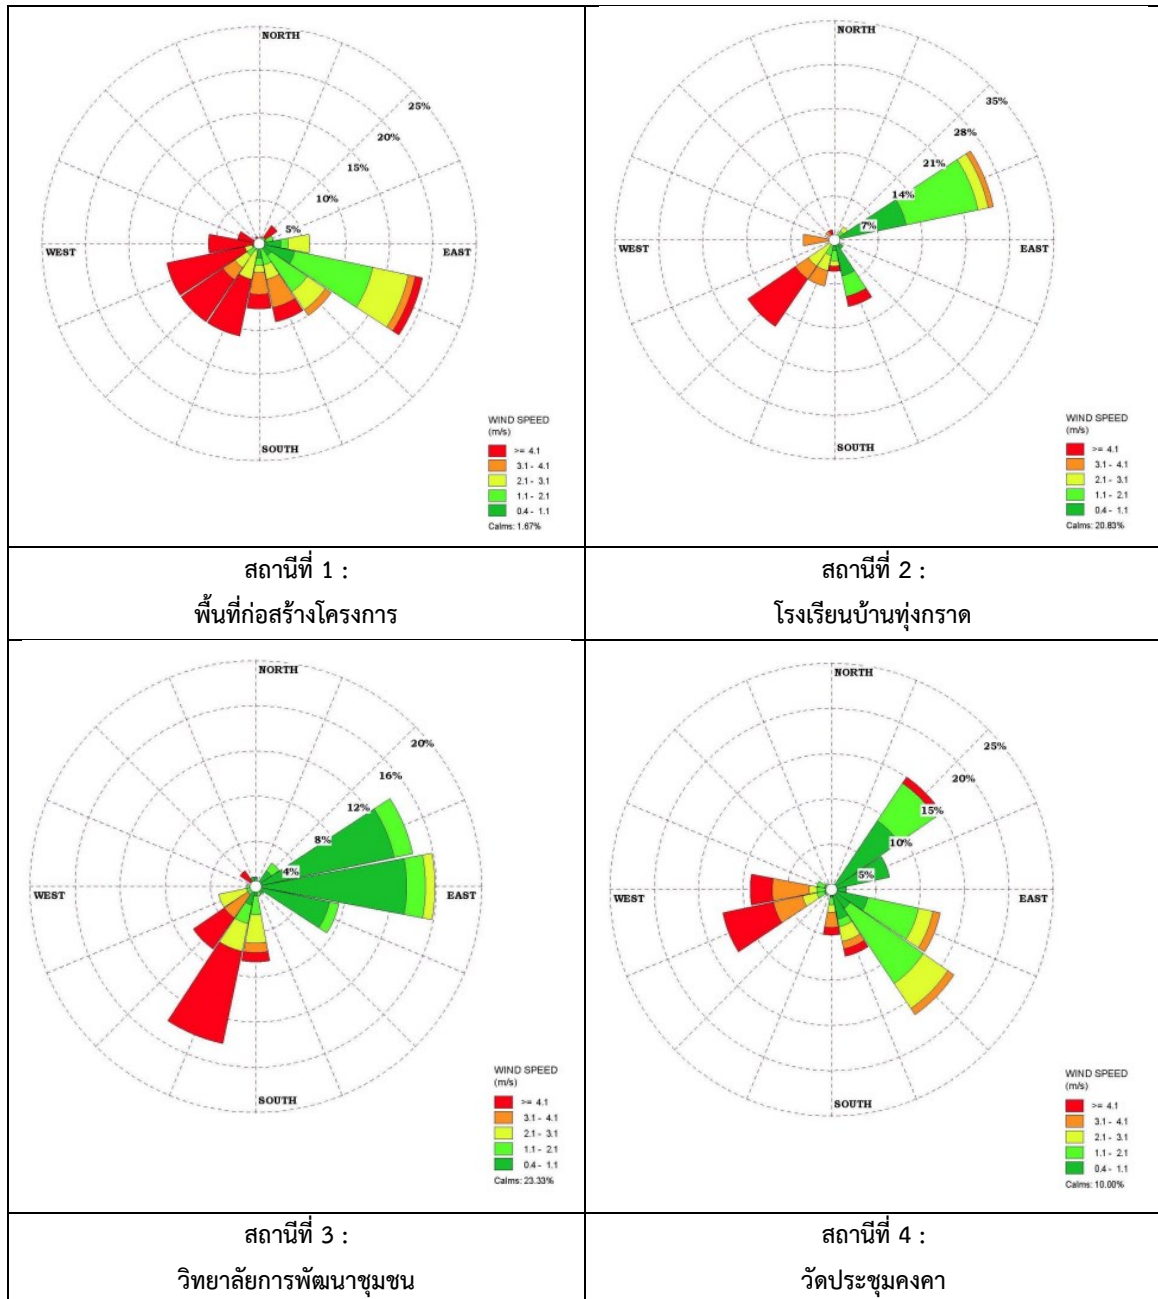 NORTH
25%
20%
15%
10%
5%
WEST
EAST
SOUTH
WIND SPEED
(m/s)
>= 4.1
3.1 - 4.1
2.1 - 3.1
1.1 - 2.1
0.4 - 1.1
Calms: 1.67%
สถานีที่ 1 :
พื้นที่ก่อสร้างโครงการ
NORTH
35%
28%
21%
14%
7%
WEST
EAST
SOUTH
WIND SPEED
(m/s)
>= 4.1
3.1 - 4.1
2.1 - 3.1
1.1 - 2.1
0.4 - 1.1
Calms: 20.83%
สถานีที่ 2 :
โรงเรียนบ้านทุ่งกราด
NORTH
20%
16%
12%
8%
4%
WEST
EAST
SOUTH
WIND SPEED
(m/s)
>= 4.1
3.1 - 4.1
2.1 - 3.1
1.1 - 2.1
0.4 - 1.1
Calms: 23.33%
สถานีที่ 3 :
วิทยาลัยการพัฒนาชุมชน
NORTH
25%
20%
15%
10%
5%
WEST
EAST
SOUTH
WIND SPEED
(m/s)
>= 4.1
3.1 - 4.1
2.1 - 3.1
1.1 - 2.1
0.4 - 1.1
Calms: 10.00%
สถานีที่ 4 :
วัดประชุมคงคา